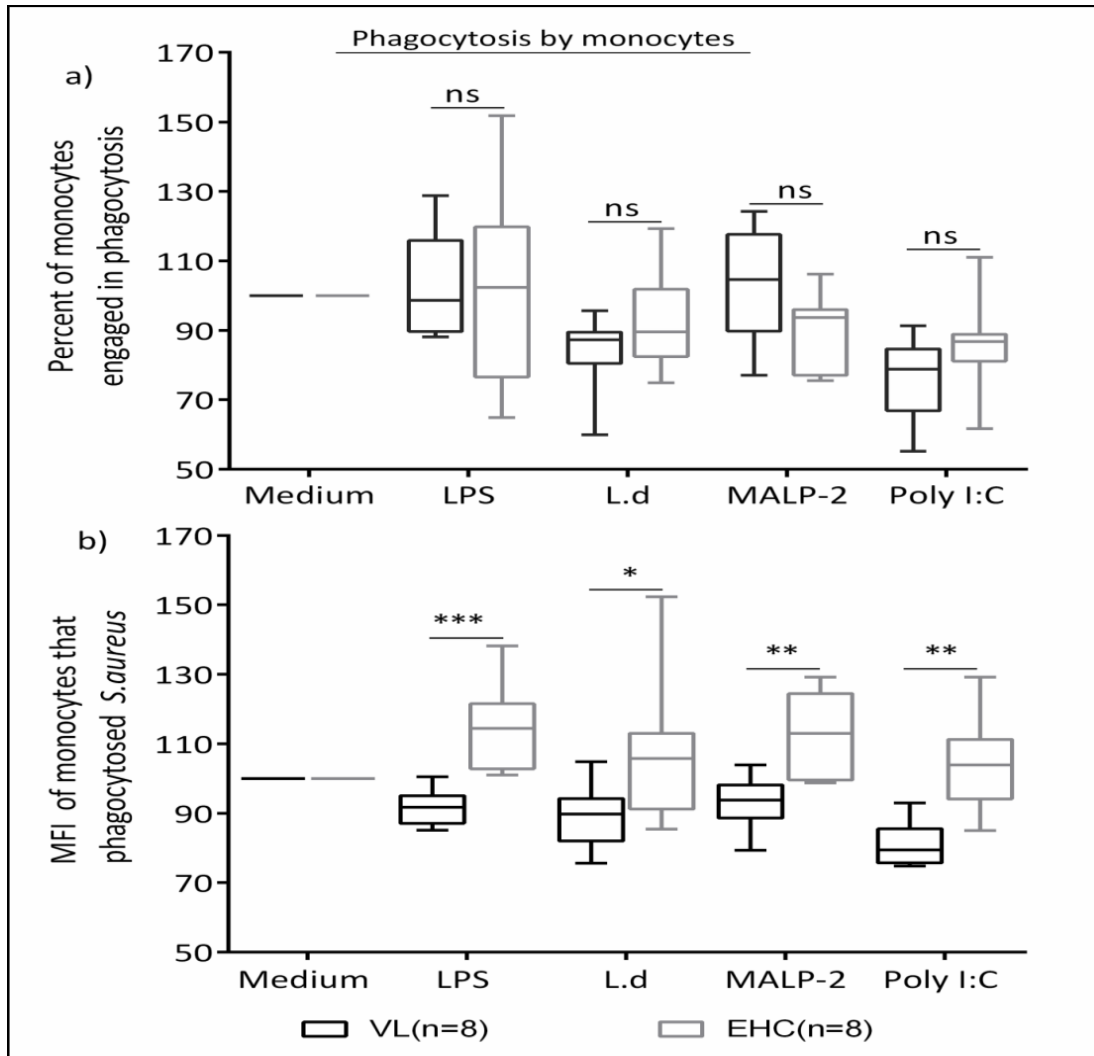 Phagocytosis by monocytes
a)
Percent of monocytes
engaged in phagocytosis
170
150
130
110
90
70
50
ns
ns
ns
ns
Medium
LPS
L.d
MALP-2
Poly I:C
b)
MFI of monocytes that
phagocytosed S.aureus
170
150
130
110
90
70
50
***
*
**
**
Medium
LPS
L.d
MALP-2
Poly I:C
VL(n=8)
EHC(n=8)